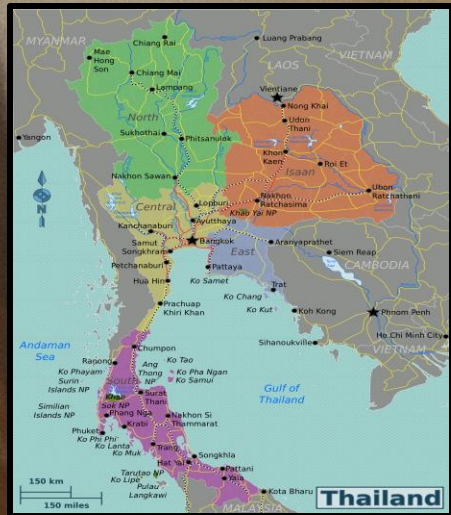 MYANMAR
Chiang Rai
Luang Prabang
VIETNAM
Mae
Hong
Son
LAOS
Chiang Mai
Vientiane
Lampang
Nong Khai
North
Udon
Thani
Yangon
Sukhothai
Phitsanulok
Khon
Kaen
Isaan
Roi Et
Nakhon Sawan
Ubon
Ratchathani
Central
Lopburi
Nakhon
Ratchasima
Khao Yai NP
Ayutthaya
Kanchanaburi
Samut
Songkhram
Bangkok
East
Aranyaprathet
Siem Reap
Petchanaburi
Pattaya
CAMBODIA
Ko Samet
Hua Hin
Ko Chang
Trat
Ko Kut
Prachuap
Khiri Khan
Koh Kong
Phnom Penh
Ho Chi Minh City
Sihanoukville
VIETNAM
Andaman
Sea
Chumpon
Ko Tao
Ranong
Ang
Thong
NP
Ko Pha Ngan
Ko Samui
Ko Phayam
Surin
Islands NP
South
Khao
Sok NP
Surat
Thani
Gulf of
Thailand
Similian
Islands NP
Phang Nga
Nakhon Si
Thammarat
Phuket
Krabi
Ko Phi Phi
Ko Lanta
Ko Muk
Trang
Songkhla
Hat Yai
Pattani
Tarutao NP
Ko Lipe
Yala
Pulau
Langkawi
Kota Bharu
150 km
150 miles
MALAYSIA
Thailand
N